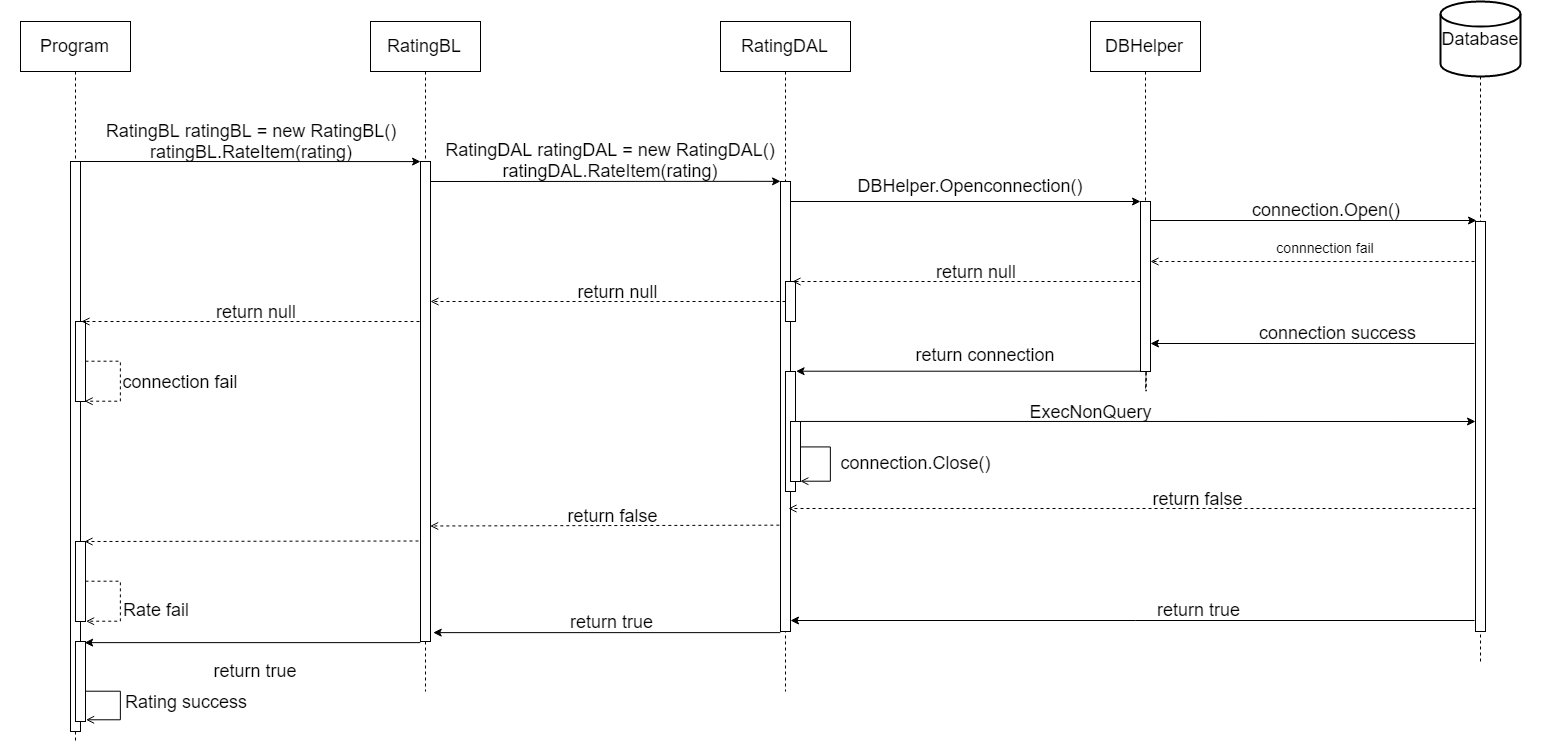 Program
RatingBL
RatingDAL
DBHelper
Database
RatingBL ratingBL = new RatingBL()
ratingBL.RateItem(rating)
RatingDAL ratingDAL = new RatingDAL()
ratingDAL.RateItem(rating)
DBHelper.Openconnection()
connection.Open()
connnection fail
return null
return null
return null
connection success
return connection
connection fail
ExecNonQuery
connection.Close()
return false
return false
Rate fail
return true
return true
return true
Rating success